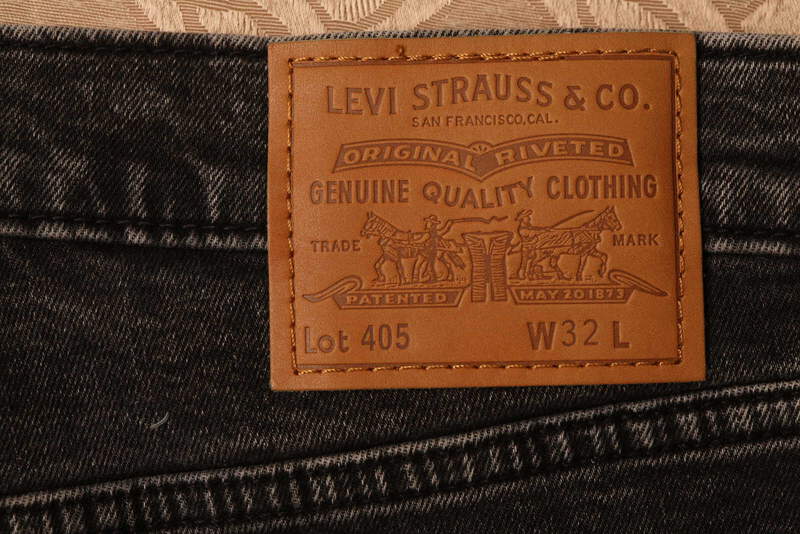 LEVI STRAUSS & CO.
SAN FRANCISCO, CAL.
ORIGINAL RIVETED
GENUINE QUALITY CLOTHING
TRADE MARK
PATENTED MAY 20 1873
Lot 405 W32 L